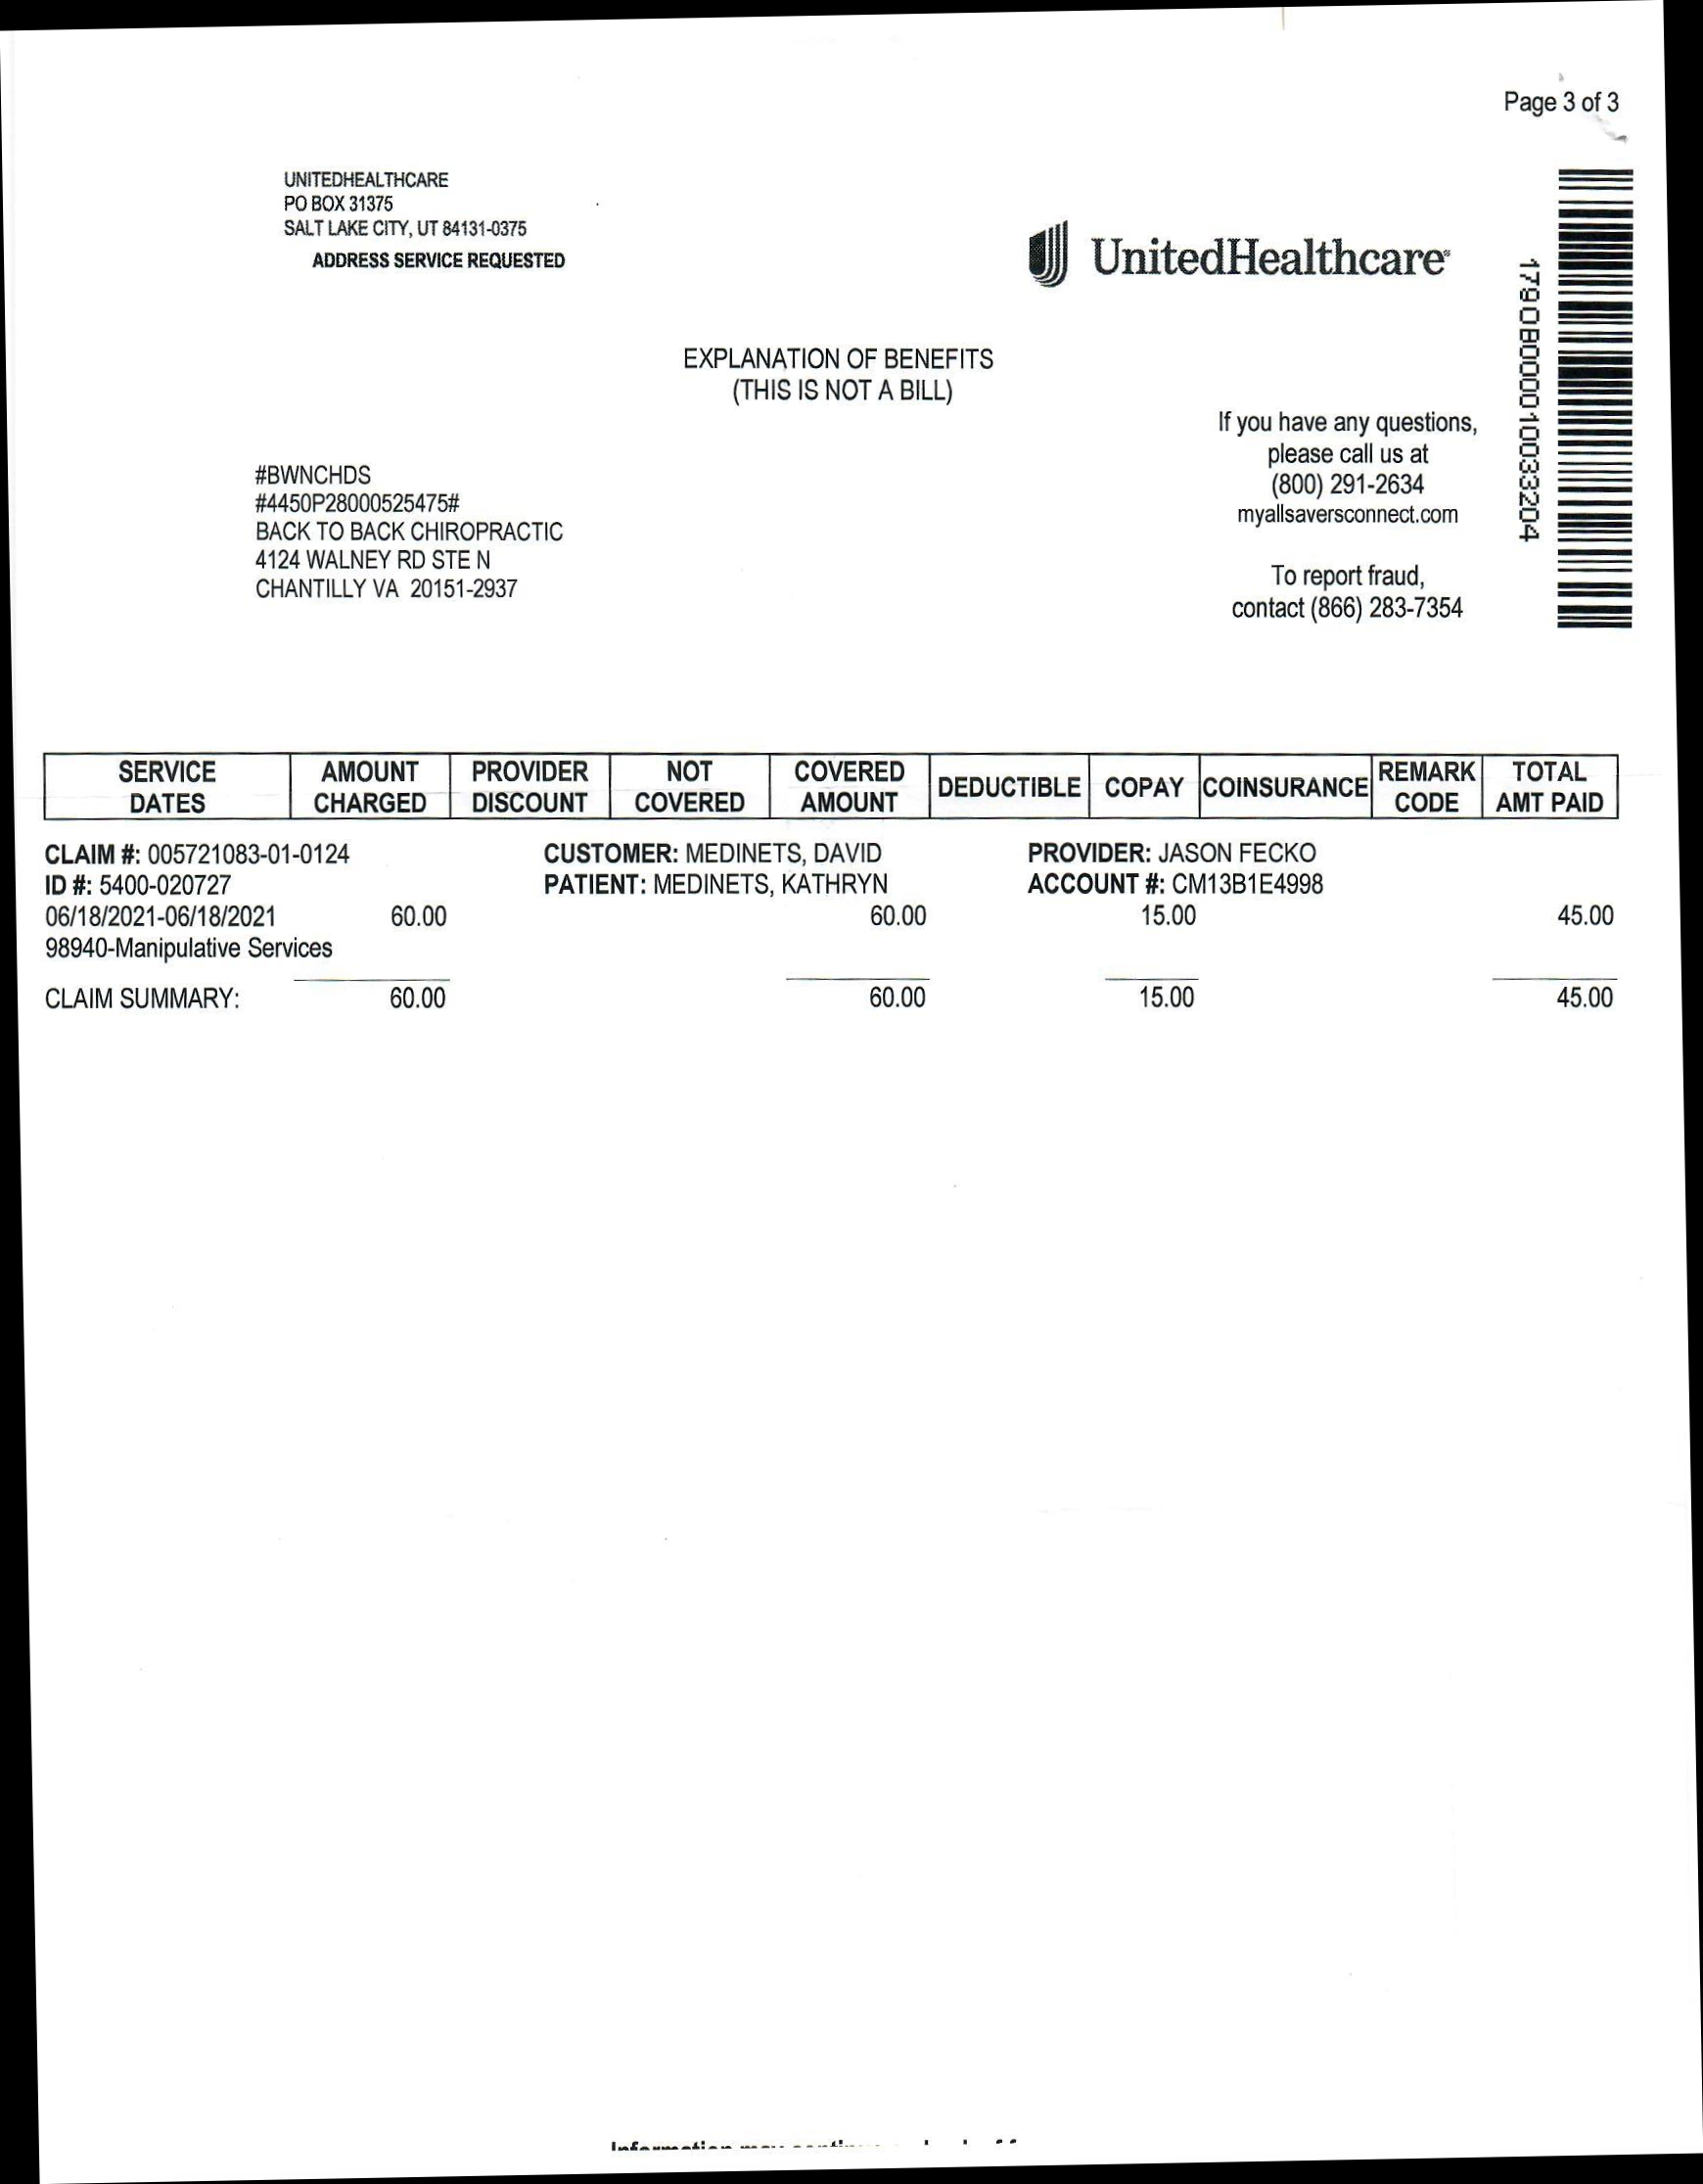 Page 3 of 3
UNITEDHEALTHCARE
PO BOX 31375
SALT LAKE CITY, UT 84131-0375
ADDRESS SERVICE REQUESTED
UnitedHealthcare®
1790B000010033204
EXPLANATION OF BENEFITS
(THIS IS NOT A BILL)
If you have any questions,
please call us at
(800) 291-2634
myallsaversconnect.com
To report fraud,
contact (866) 283-7354
#BWNCHDS
#4450P28000525475#
BACK TO BACK CHIROPRACTIC
4124 WALNEY RD STE N
CHANTILLY VA 20151-2937
SERVICE DATES AMOUNT CHARGED PROVIDER DISCOUNT NOT COVERED COVERED AMOUNT DEDUCTIBLE COPAY COINSURANCE REMARK CODE TOTAL AMT PAID
CLAIM #: 005721083-01-0124 CUSTOMER: MEDINETS, DAVID PROVIDER: JASON FECKO
ID #: 5400-020727 PATIENT: MEDINETS, KATHRYN ACCOUNT #: CM13B1E4998
06/18/2021-06/18/2021 60.00 60.00 15.00 45.00
98940-Manipulative Services
CLAIM SUMMARY: 60.00 60.00 15.00 45.00
Information may